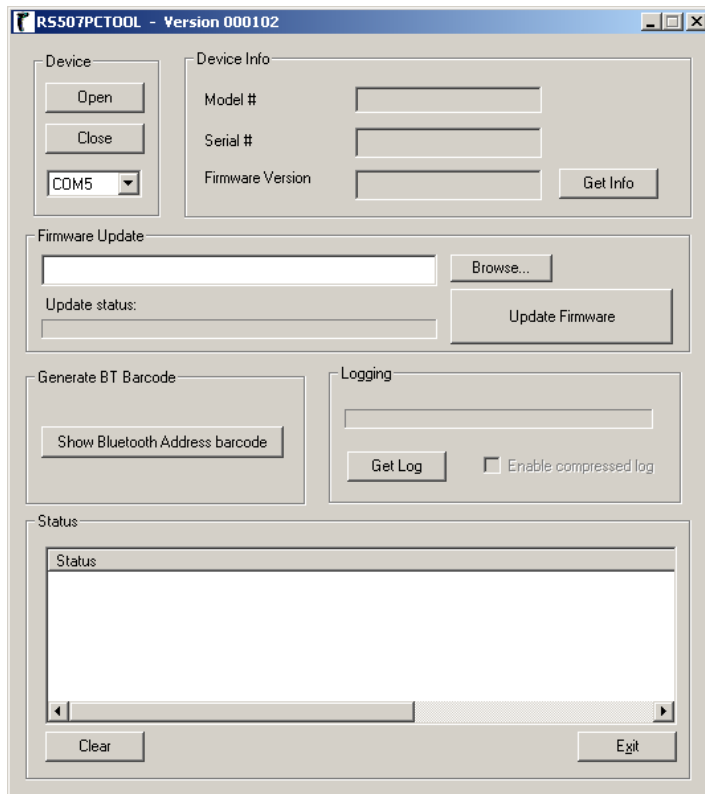 RS507PCTOOL - Version 000102
Device
Open
Close
COM5
Device Info
Model #
Serial #
Firmware Version
Get Info
Firmware Update
Browse...
Update status:
Update Firmware
Generate BT Barcode
Show Bluetooth Address barcode
Logging
Get Log
Enable compressed log
Status
Status
Clear
Exit